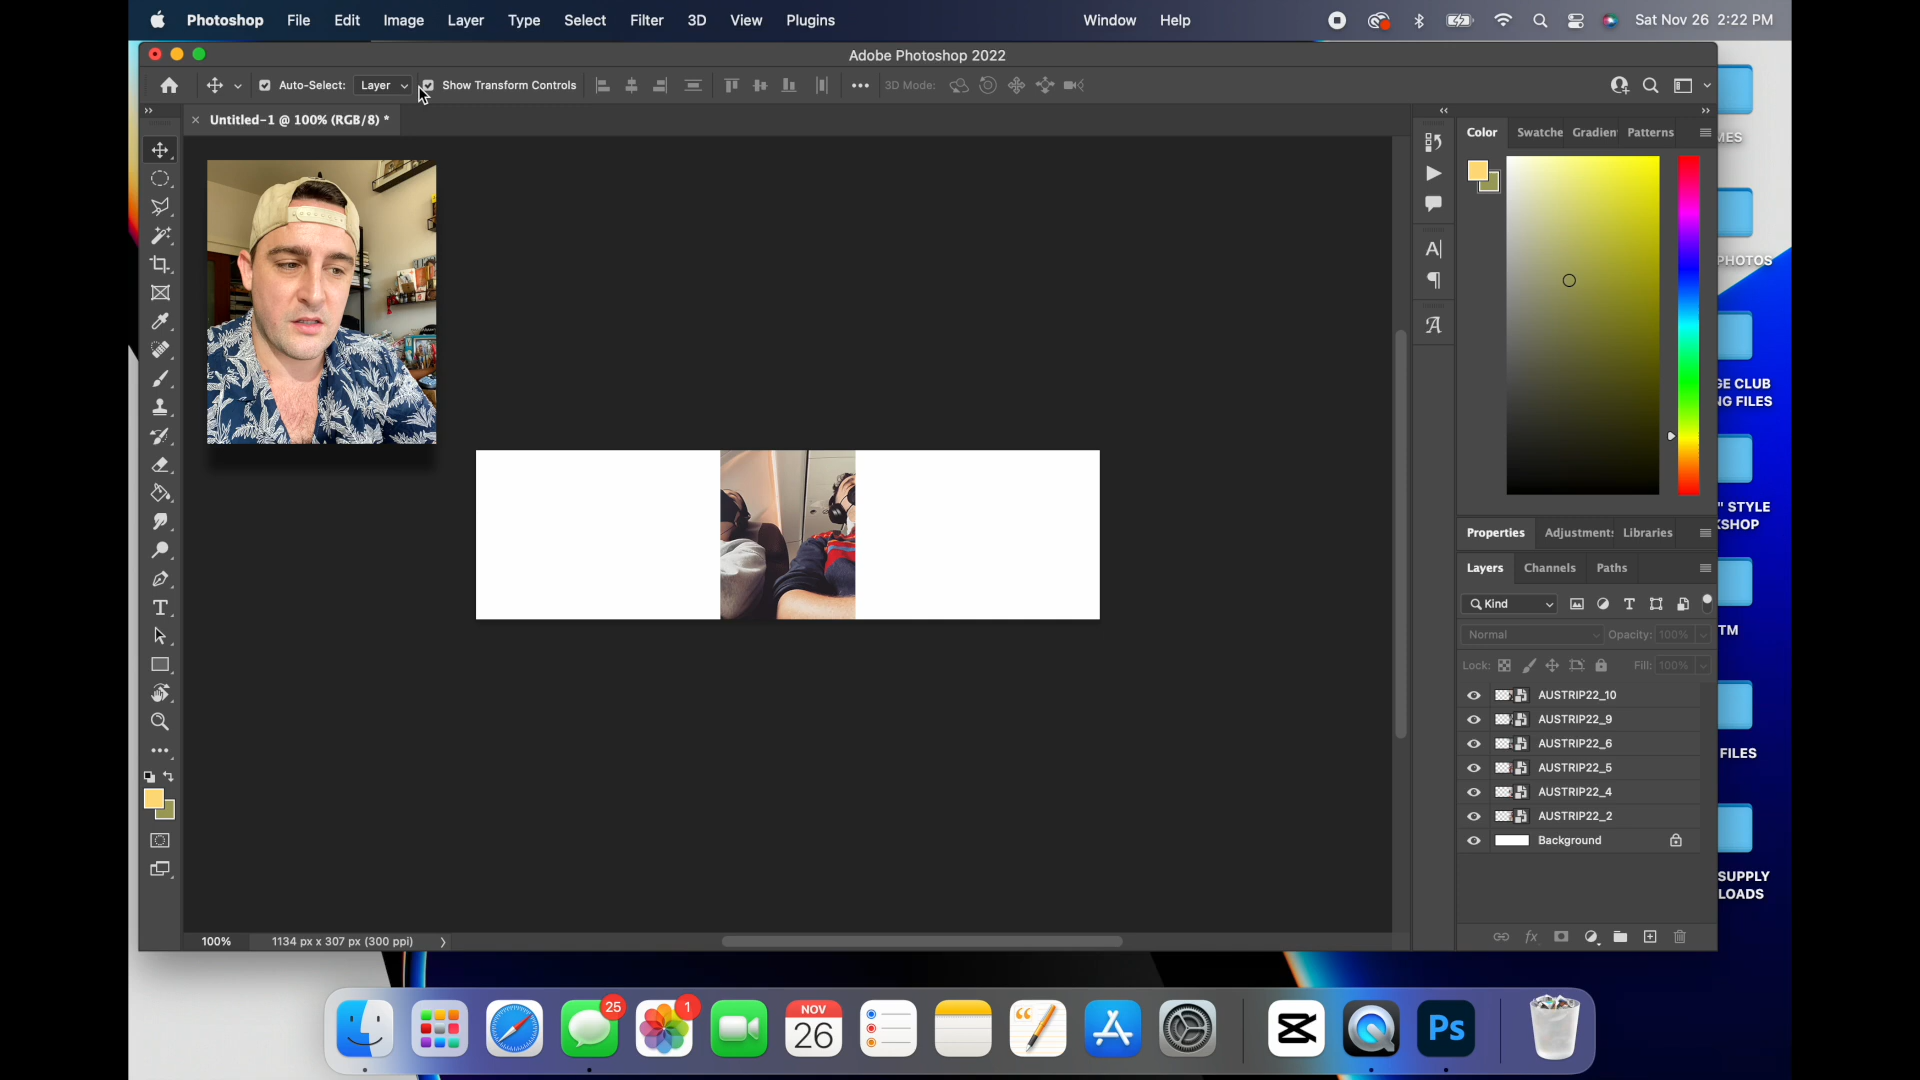 Photoshop File Edit Image Layer Type Select Filter 3D View Plugins Window Help Sat Nov 26 2:22 PM
Adobe Photoshop 2022
Auto-Select: Layer Show Transform Controls 3D Mode:
Untitled-1 @ 100% (RGB/8) *
Color Swatche Gradien Patterns
MES
PHOTOS
GE CLUB
NG FILES
" STYLE
KSHOP
Properties Adjustment: Libraries
Layers Channels Paths
Kind
TM
Normal Opacity: 100%
Lock: Fill: 100%
AUSTRIP22_10
AUSTRIP22_9
AUSTRIP22_6
FILES
AUSTRIP22_5
AUSTRIP22_4
AUSTRIP22_2
Background
SUPPLY
LOADS
100% 1134 px x 307 px (300 ppi)
25
1
NOV
26
Ps